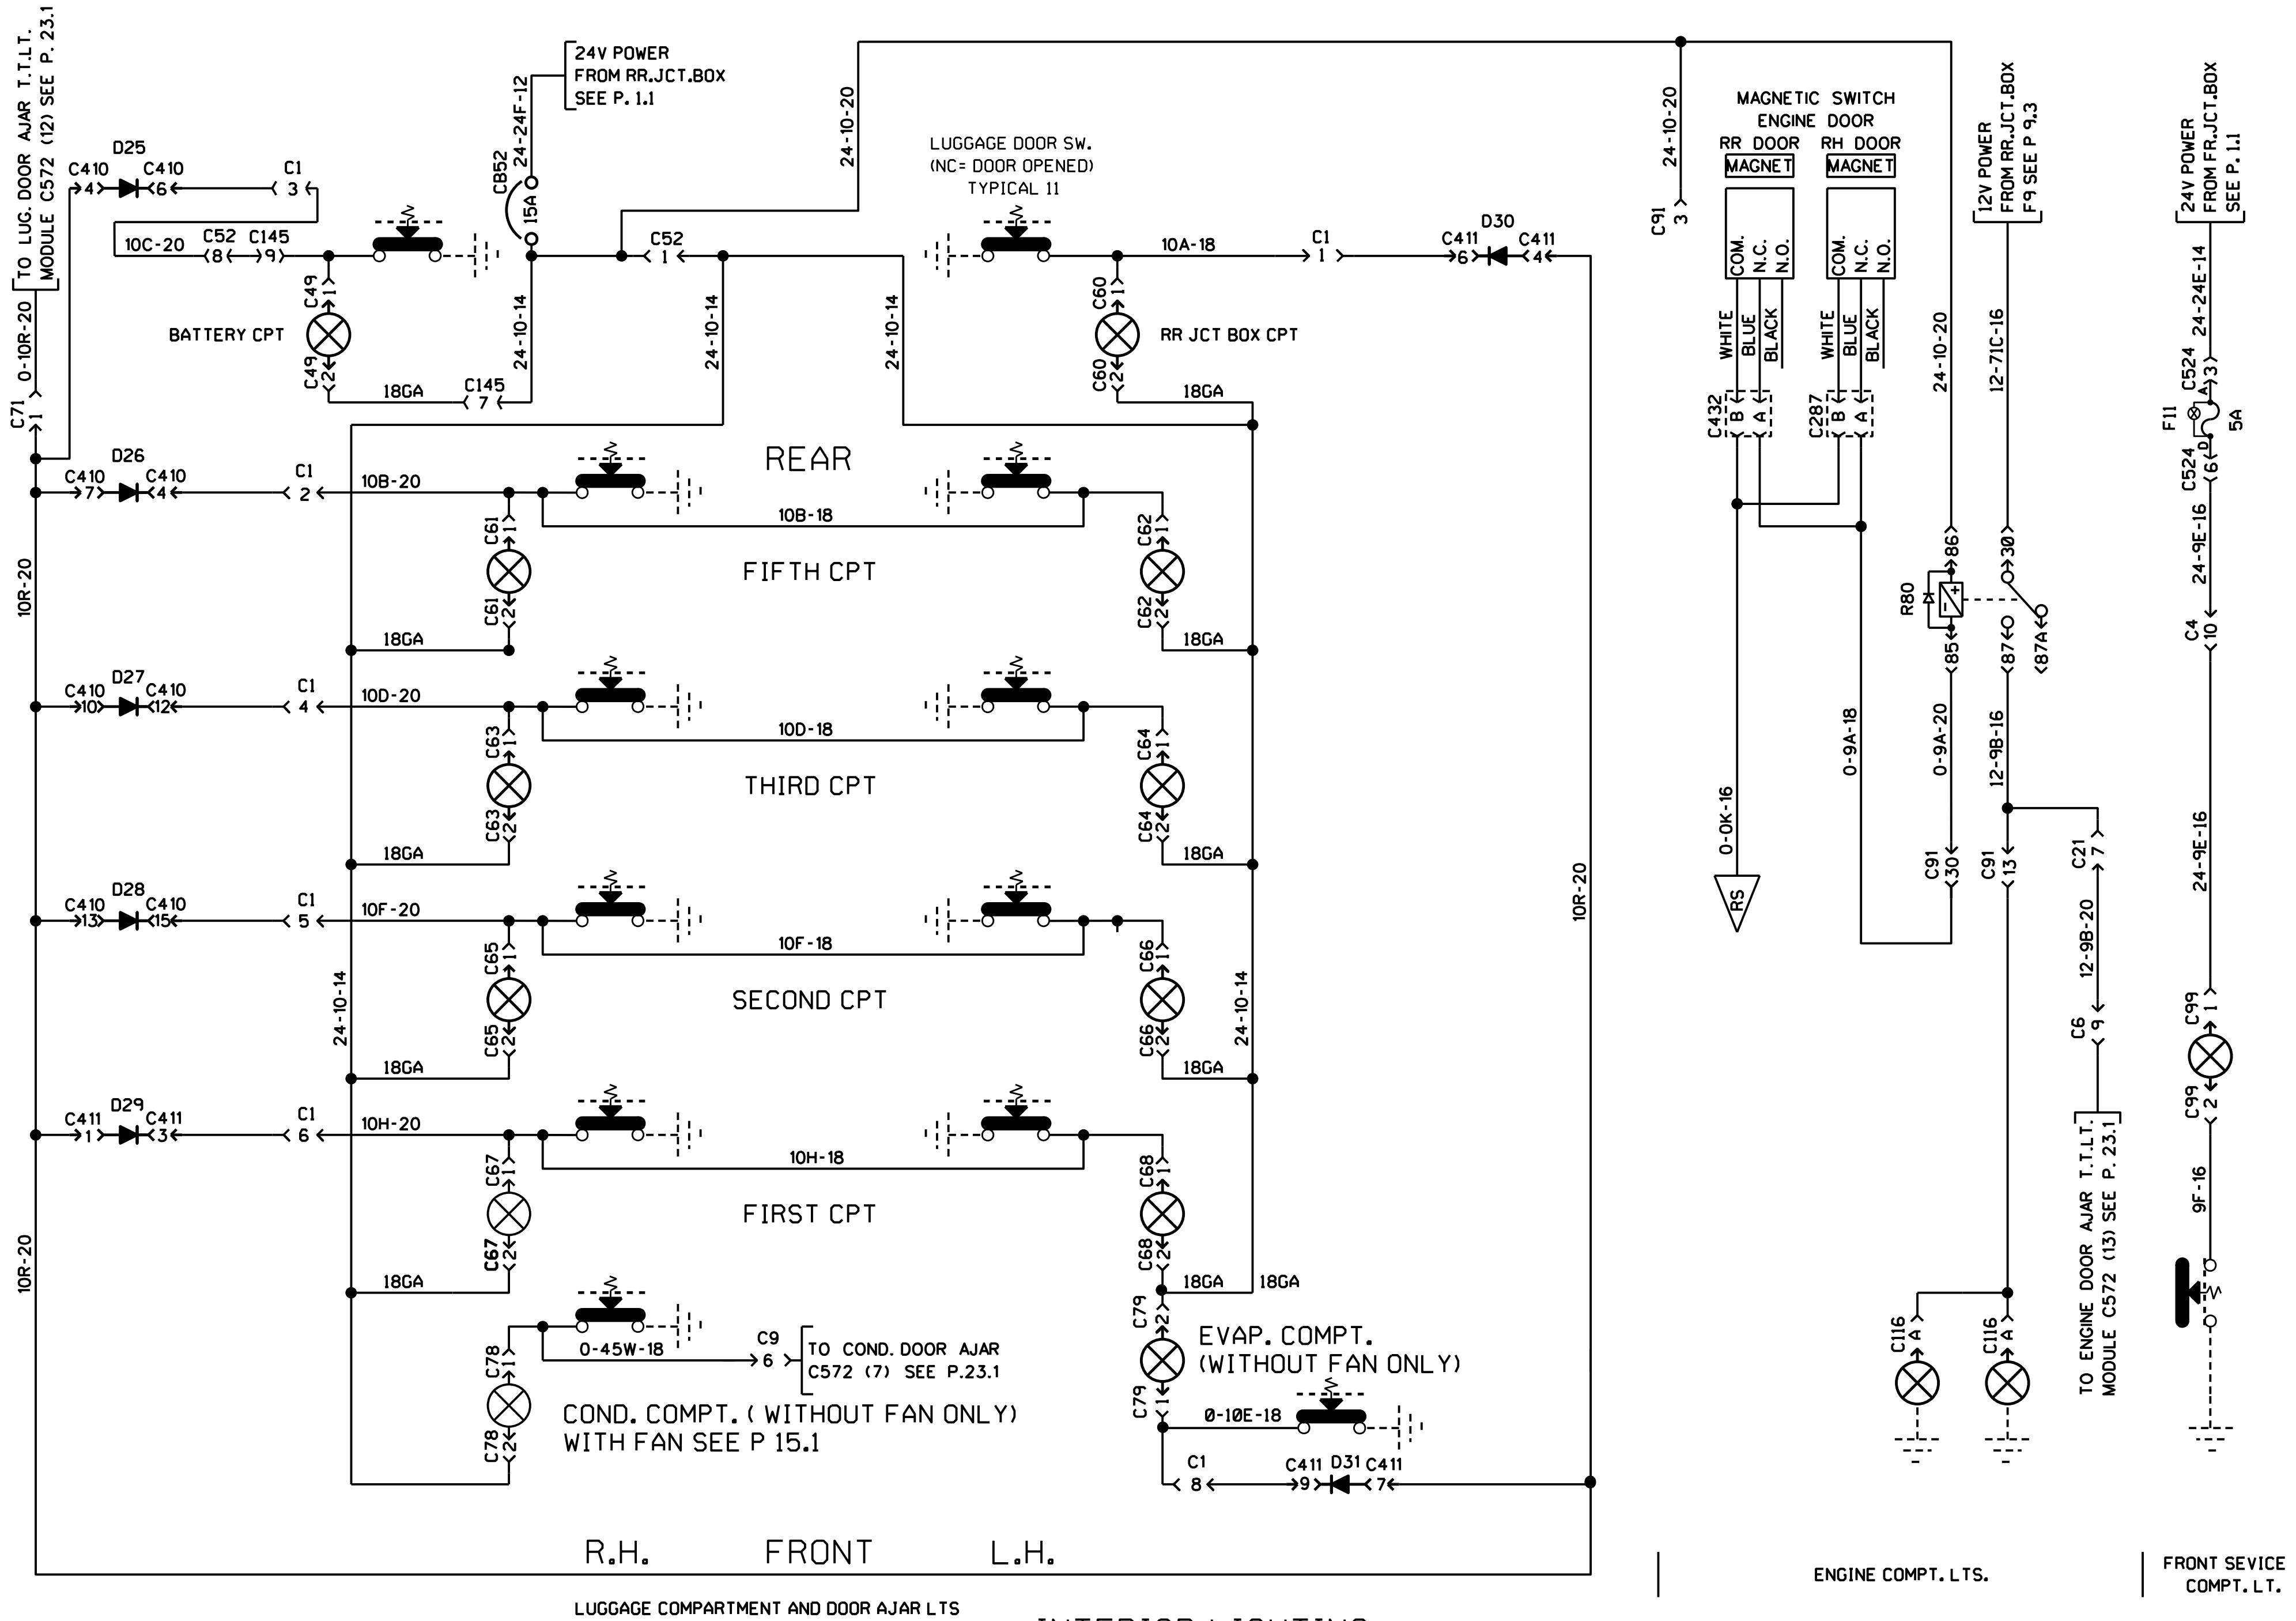 TO LUG. DOOR AJAR T.T.LT.
MODULE C572 (12) SEE P. 23.1
0-10R-20
C71
1
D25
C410
4
C410
6
C1
3
10C-20
C52
8
C145
9
C49
1
BATTERY CPT
C49
2
18GA
C145
7
24V POWER
FROM RR.JCT.BOX
SEE P. 1.1
24-24F-12
CB52
15A
24-10-14
C52
1
24-10-14
24-10-14
24-10-20
LUGGAGE DOOR SW.
(NC= DOOR OPENED)
TYPICAL 11
10A-18
C1
1
C411
6
D30
C411
4
C60
1
RR JCT BOX CPT
C60
2
18GA
REAR
D26
C410
7
C410
4
C1
2
10B-20
10B-18
C61
1
C61
2
18GA
FIFTH CPT
C62
1
C62
2
18GA
10R-20
D27
C410
10
C410
12
C1
4
10D-20
10D-18
C63
1
C63
2
18GA
THIRD CPT
C64
1
C64
2
18GA
D28
C410
13
C410
15
C1
5
10F-20
10F-18
C65
1
C65
2
18GA
SECOND CPT
C66
1
C66
2
18GA
24-10-14
24-10-14
10R-20
D29
C411
1
C411
3
C1
6
10H-20
10H-18
C67
1
C67
2
18GA
FIRST CPT
C68
1
C68
2
18GA
18GA
10R-20
0-45W-18
C9
6
TO COND. DOOR AJAR
C572 (7) SEE P.23.1
C78
1
C78
2
COND. COMPT. ( WITHOUT FAN ONLY)
WITH FAN SEE P 15.1
C79
2
C79
1
EVAP. COMPT.
(WITHOUT FAN ONLY)
0-10E-18
C1
8
C411
9
D31
C411
7
R.H.
FRONT
L.H.
LUGGAGE COMPARTMENT AND DOOR AJAR LTS
24-10-20
C91
3
MAGNETIC SWITCH
ENGINE DOOR
RR DOOR
RH DOOR
MAGNET
MAGNET
COM.
N.C.
N.O.
COM.
N.C.
N.O.
WHITE
BLUE
BLACK
WHITE
BLUE
BLACK
C432
B
A
C287
B
A
0-0K-16
RS
0-9A-18
24-10-20
12V POWER
FROM RR.JCT.BOX
F9 SEE P 9.3
12-71C-16
86
30
R80
85
87
87A
0-9A-20
12-9B-16
C91
30
C91
13
C21
7
12-9B-20
C6
9
TO ENGINE DOOR AJAR T.T.LT.
MODULE C572 (13) SEE P. 23.1
C116
A
C116
A
24V POWER
FROM FR.JCT.BOX
SEE P. 1.1
24-24E-14
C524
3
A
F11
5A
D
C524
6
24-9E-16
C4
10
24-9E-16
C99
1
C99
2
9F-16
ENGINE COMPT. LTS.
FRONT SEVICE
COMPT. LT.